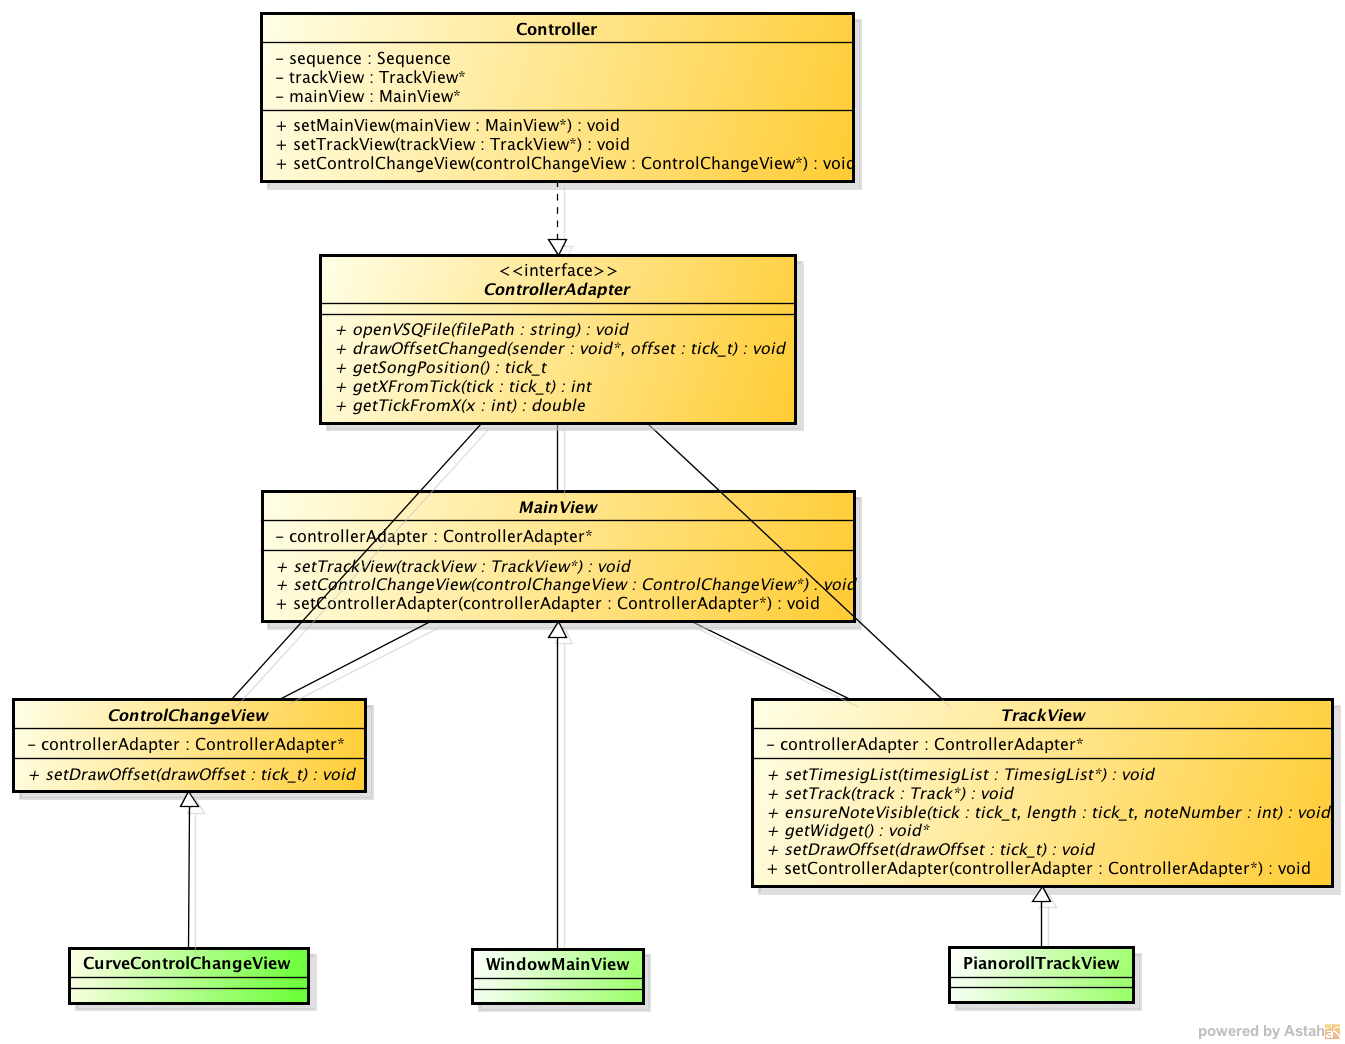 Controller
- sequence : Sequence
- trackView : TrackView*
- mainView : MainView*
+ setMainView(mainView : MainView*) : void
+ setTrackView(trackView : TrackView*) : void
+ setControlChangeView(controlChangeView : ControlChangeView*) : void
<<interface>>
ControllerAdapter
+ openVSQFile(filePath : string) : void
+ drawOffsetChanged(sender : void*, offset : tick_t) : void
+ getSongPosition() : tick_t
+ getXFromTick(tick : tick_t) : int
+ getTickFromX(x : int) : double
MainView
- controllerAdapter : ControllerAdapter*
+ setTrackView(trackView : TrackView*) : void
+ setControlChangeView(controlChangeView : ControlChangeView*) : void
+ setControllerAdapter(controllerAdapter : ControllerAdapter*) : void
ControlChangeView
- controllerAdapter : ControllerAdapter*
+ setDrawOffset(drawOffset : tick_t) : void
TrackView
- controllerAdapter : ControllerAdapter*
+ setTimesigList(timesigList : TimesigList*) : void
+ setTrack(track : Track*) : void
+ ensureNoteVisible(tick : tick_t, length : tick_t, noteNumber : int) : void
+ getWidget() : void*
+ setDrawOffset(drawOffset : tick_t) : void
+ setControllerAdapter(controllerAdapter : ControllerAdapter*) : void
CurveControlChangeView
WindowMainView
PianorollTrackView
powered by Astah